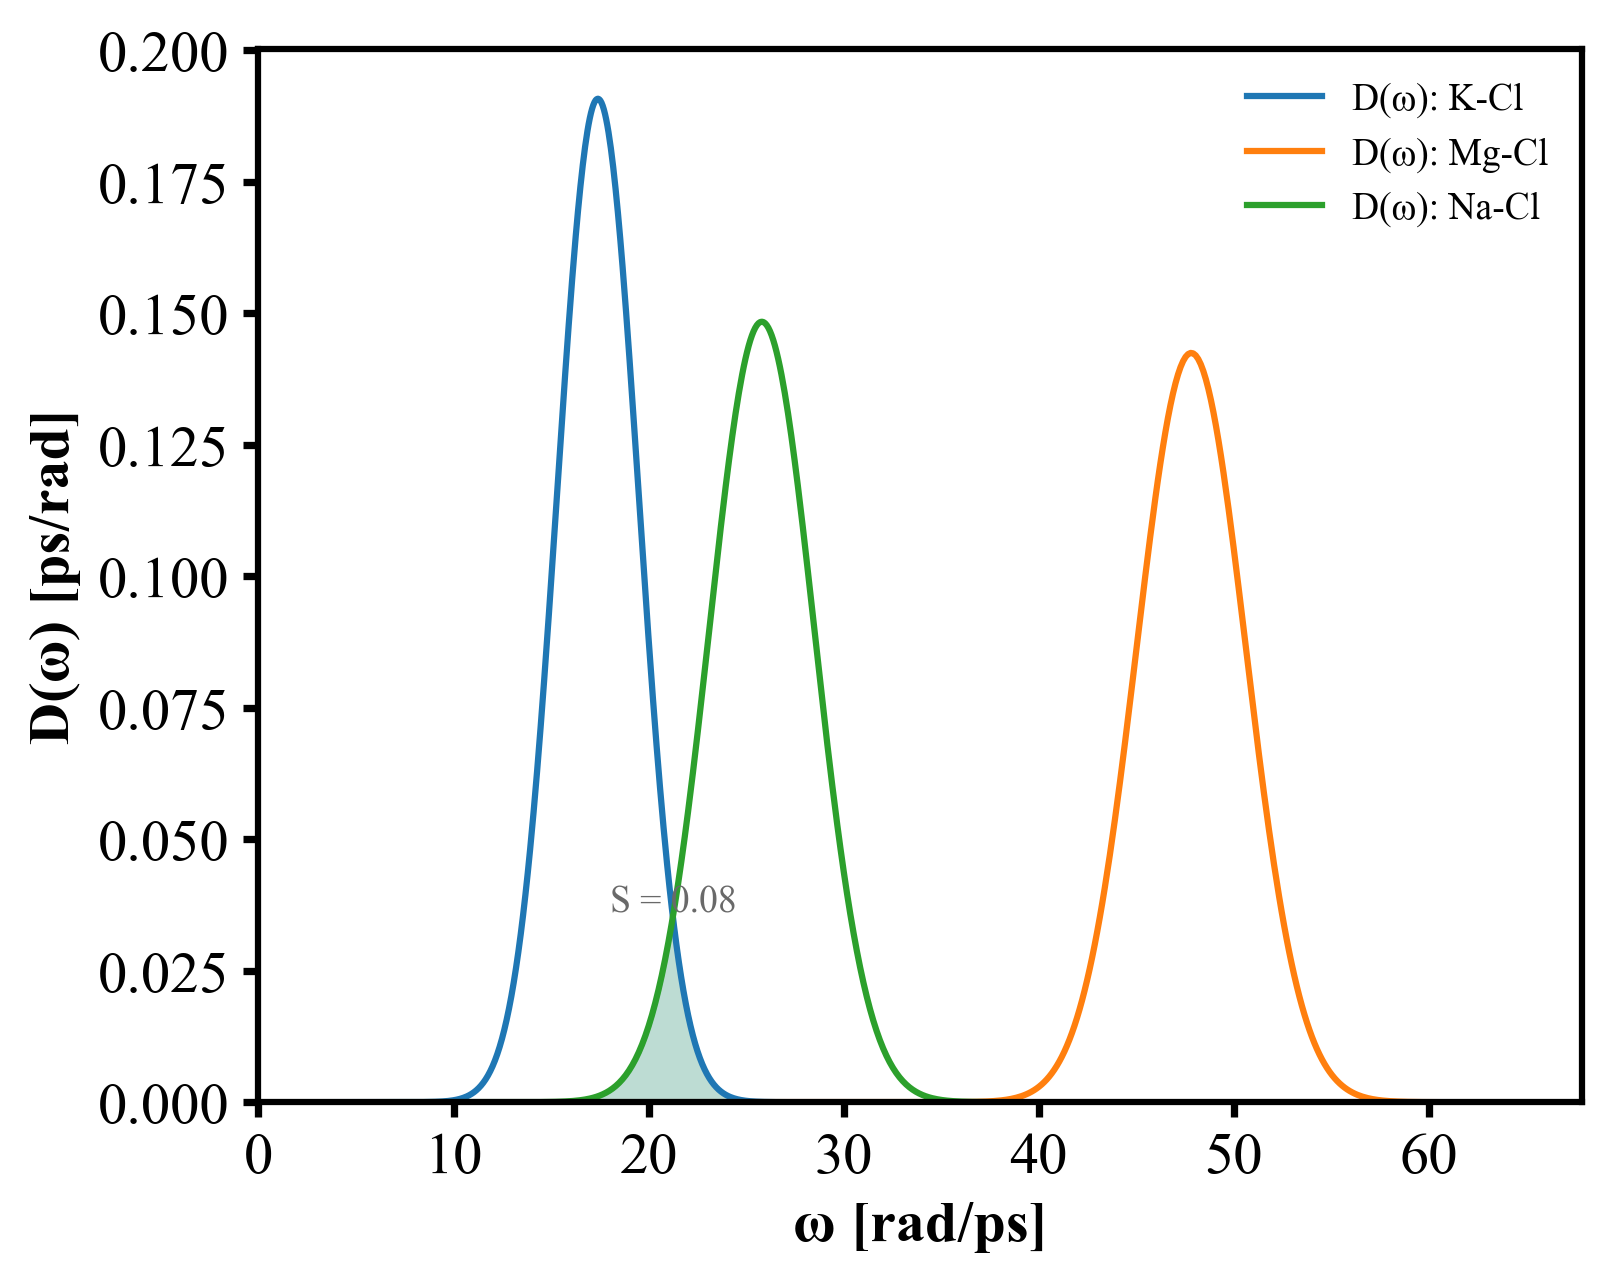 0.200
0.175
0.150
0.125
0.100
0.075
0.050
0.025
0.000
D(ω) [ps/rad]
D(ω): K-Cl
D(ω): Mg-Cl
D(ω): Na-Cl
S = 0.08
0 10 20 30 40 50 60
ω [rad/ps]